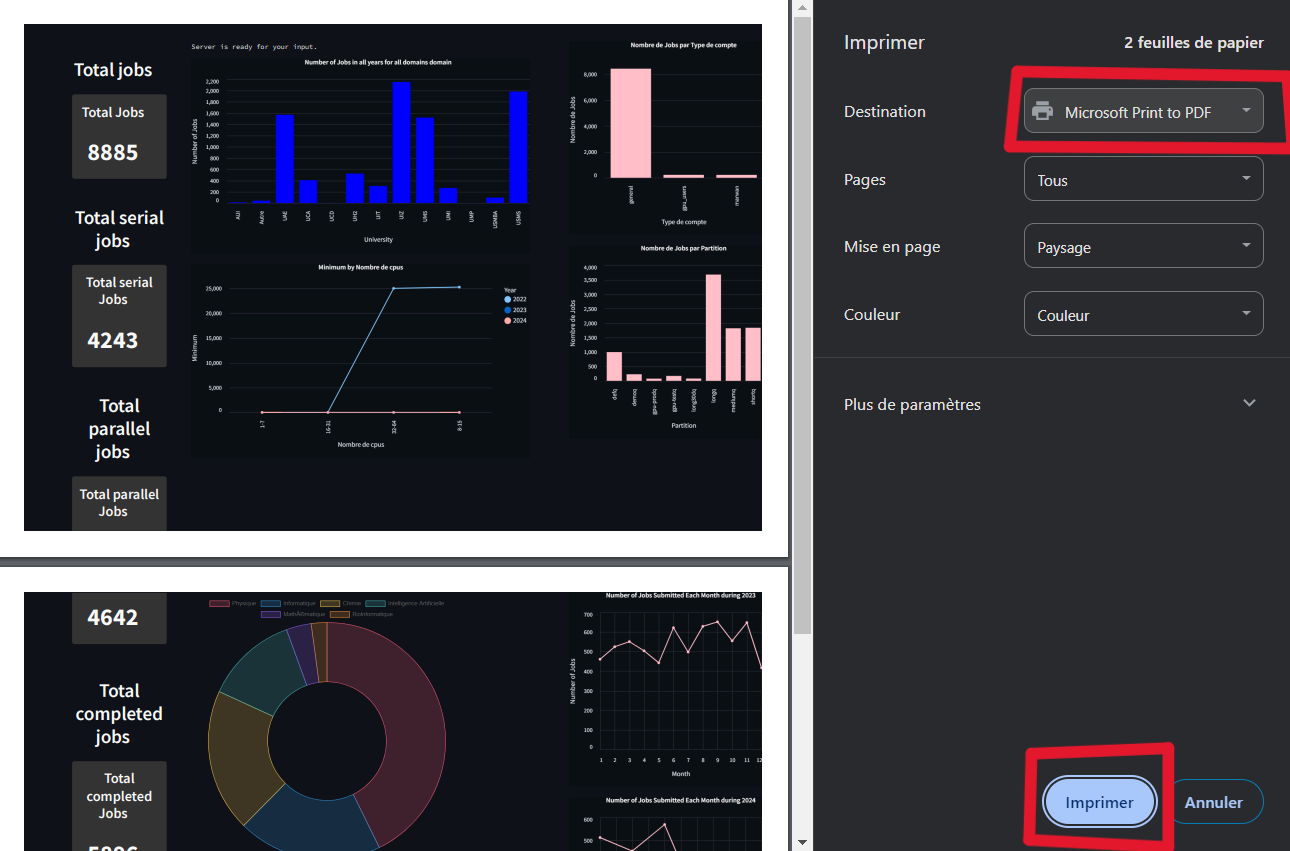 Server is ready for your input.
Total jobs
Total Jobs
8885
Total serial
jobs
Total serial
Jobs
4243
Total
parallel
jobs
Total parallel
Jobs
Number of Jobs in all years for all domains domain
Number of Jobs
2,200
2,000
1,800
1,600
1,400
1,200
1,000
800
600
400
200
0
AUI
Autre
UAE
UCA
UCD
UH2
UIT
UIZ
UM5
UMI
UMP
USMBA
USMS
University
Minimum by Nombre de cpus
Minimum
25,000
20,000
15,000
10,000
5,000
0
1-7
16-31
32-64
8-15
Nombre de cpus
Year
2022
2023
2024
Nombre de Jobs par Type de compte
Nombre de Jobs
8,000
6,000
4,000
2,000
0
general
gpu_users
marwan
Type de compte
Nombre de Jobs par Partition
Nombre de Jobs
4,000
3,500
3,000
2,500
2,000
1,500
1,000
500
0
defq
demoq
gpu-prodq
gpu-testq
long30dq
longq
mediumq
shortq
Partition
4642
Total
completed
jobs
Total
completed
Jobs
Physique Informatique Chimie Intelligence Artificielle
MathÃ©matique Bioinformatique
Number of Jobs Submitted Each Month during 2023
Number of Jobs
700
600
500
400
300
200
100
0
1 2 3 4 5 6 7 8 9 10 11 12
Month
Number of Jobs Submitted Each Month during 2024
600
500
Imprimer
2 feuilles de papier
Destination
Microsoft Print to PDF
Pages
Tous
Mise en page
Paysage
Couleur
Couleur
Plus de paramètres
Imprimer
Annuler